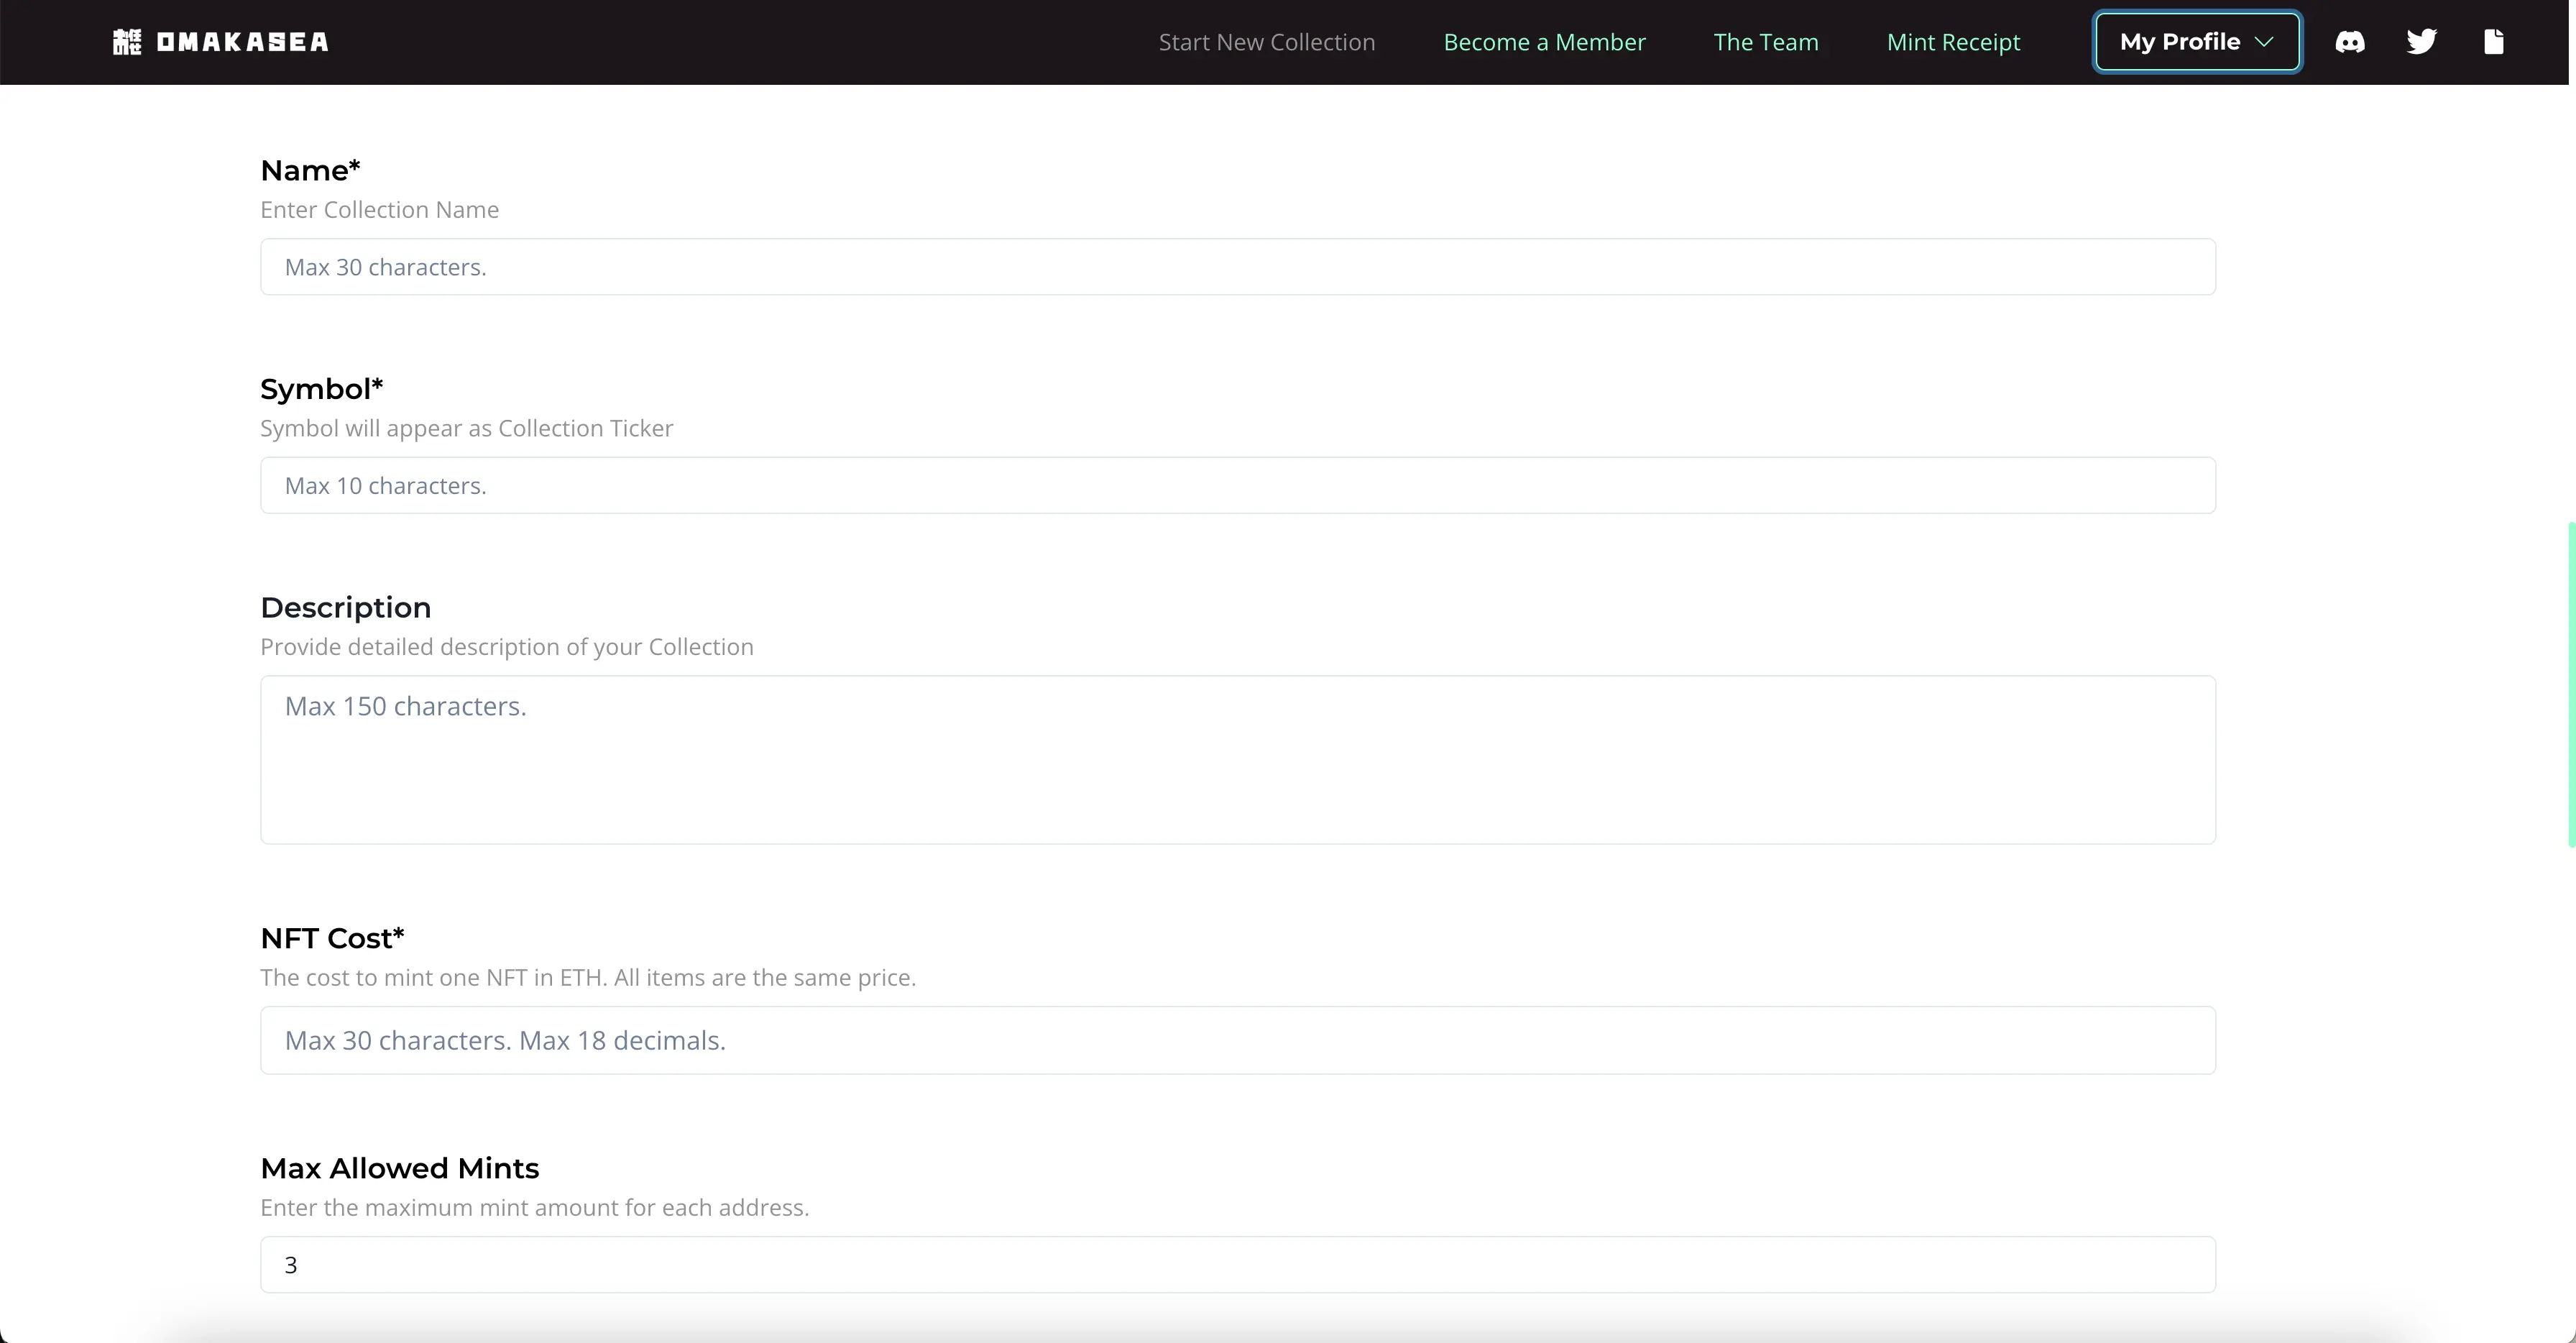 OMAKASEA
Start New Collection
Become a Member
The Team
Mint Receipt
My Profile
Name*
Enter Collection Name
Max 30 characters.
Symbol*
Symbol will appear as Collection Ticker
Max 10 characters.
Description
Provide detailed description of your Collection
Max 150 characters.
NFT Cost*
The cost to mint one NFT in ETH. All items are the same price.
Max 30 characters. Max 18 decimals.
Max Allowed Mints
Enter the maximum mint amount for each address.
3